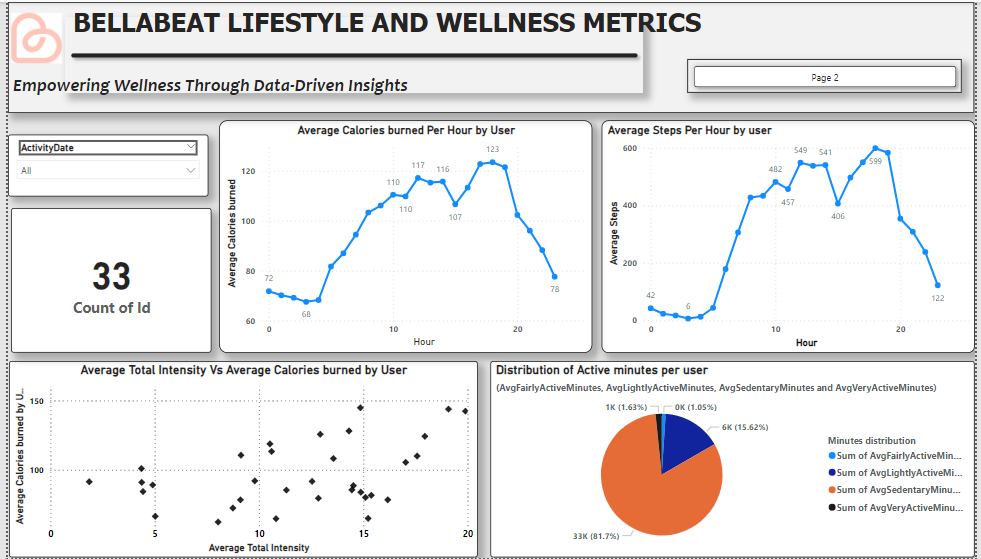 BELLABEAT LIFESTYLE AND WELLNESS METRICS
Empowering Wellness Through Data-Driven Insights
Page 2
ActivityDate
All
33
Count of Id
Average Calories burned Per Hour by User
Average Calories burned
120
100
80
60
72
68
110
110
117
116
107
123
78
0
10
20
Hour
Average Steps Per Hour by user
Average Steps
600
400
200
0
42
6
482
457
549
541
406
599
122
0
10
20
Hour
Average Total Intensity Vs Average Calories burned by User
Average Calories burned by U...
150
100
0
5
10
15
20
Average Total Intensity
Distribution of Active minutes per user
(AvgFairlyActiveMinutes, AvgLightlyActiveMinutes, AvgSedentaryMinutes and AvgVeryActiveMinutes)
1K (1.63%)
0K (1.05%)
6K (15.62%)
33K (81.7%)
Minutes distribution
Sum of AvgFairlyActiveMin...
Sum of AvgLightlyActiveMi...
Sum of AvgSedentaryMinu...
Sum of AvgVeryActiveMinu...